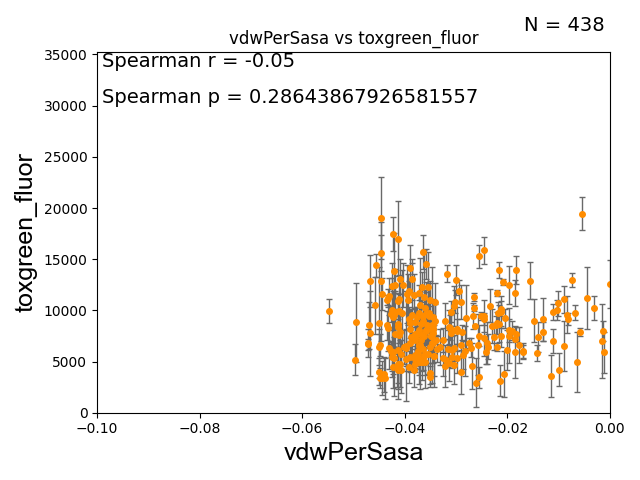 N = 438
vdwPerSasa vs toxgreen_fluor
Spearman r = -0.05
Spearman p = 0.28643867926581557
toxgreen_fluor
35000
30000
25000
20000
15000
10000
5000
0
−0.10 −0.08 −0.06 −0.04 −0.02 0.00
vdwPerSasa